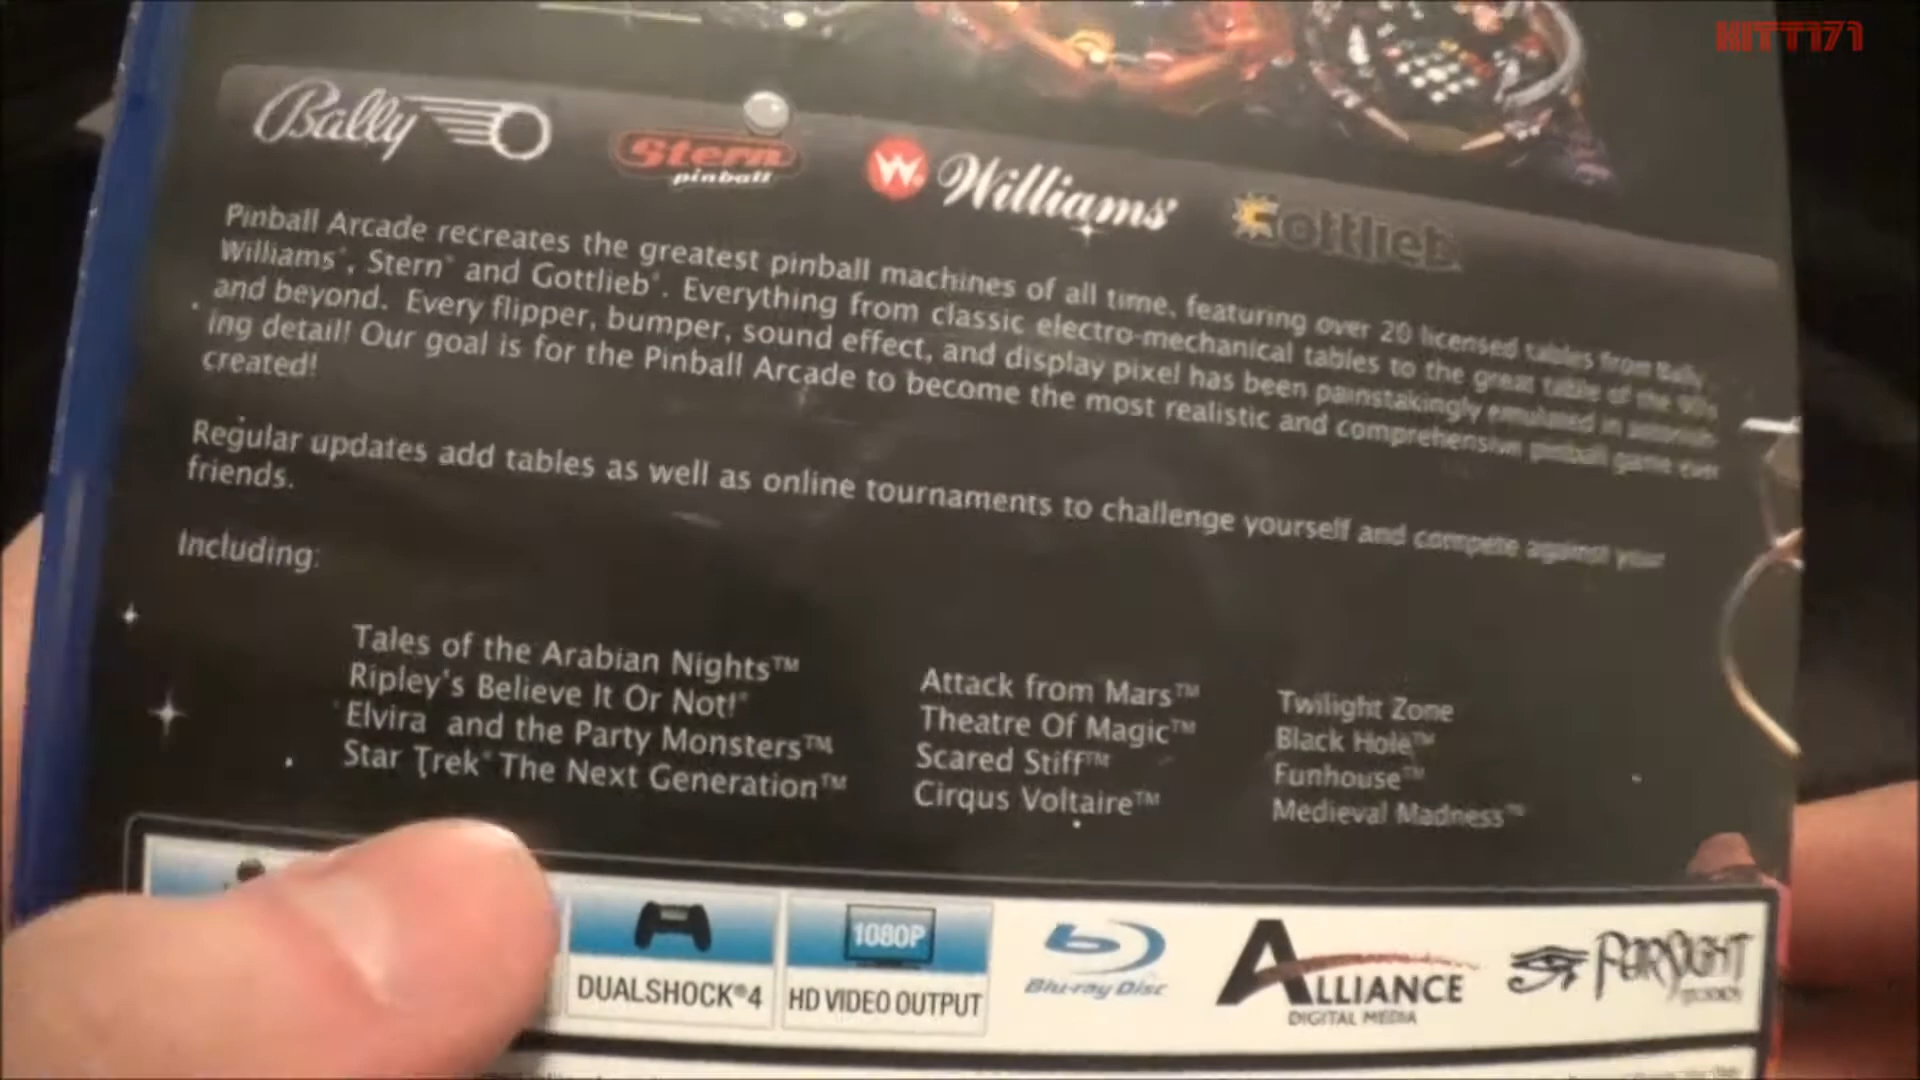 KITT171
Bally
Stern
pinball
W Williams
Gottlieb
Pinball Arcade recreates the greatest pinball machines of all time, featuring over 20 licensed tables from Bally,
Williams®, Stern® and Gottlieb®. Everything from classic electro-mechanical tables to the great table of the 90's
and beyond. Every flipper, bumper, sound effect, and display pixel has been painstakingly emulated in astonish-
ing detail! Our goal is for the Pinball Arcade to become the most realistic and comprehensive pinball game ever
created!
Regular updates add tables as well as online tournaments to challenge yourself and compete against your
friends.
Including:
Tales of the Arabian Nights™
Ripley's Believe It Or Not!®
Elvira and the Party Monsters™
Star Trek® The Next Generation™
Attack from Mars™
Theatre Of Magic™
Scared Stiff™
Cirqus Voltaire™
Twilight Zone
Black Hole™
Funhouse™
Medieval Madness™
DUALSHOCK®4
1080P
HD VIDEO OUTPUT
Blu-ray Disc
ALLIANCE
DIGITAL MEDIA
FARSIGHT
STUDIOS